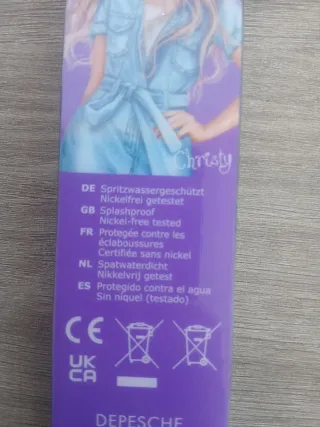 Christy
DE Spritzwassergeschützt
Nickelfrei getestet
GB Splashproof
Nickel-free tested
FR Protegée contre les
éclaboussures
Certifiée sans nickel
NL Spatwaterdicht
Nikkelvrij getest
ES Protegido contra el agua
Sin níquel (testado)
CE
UK
CA
DEPESCHE